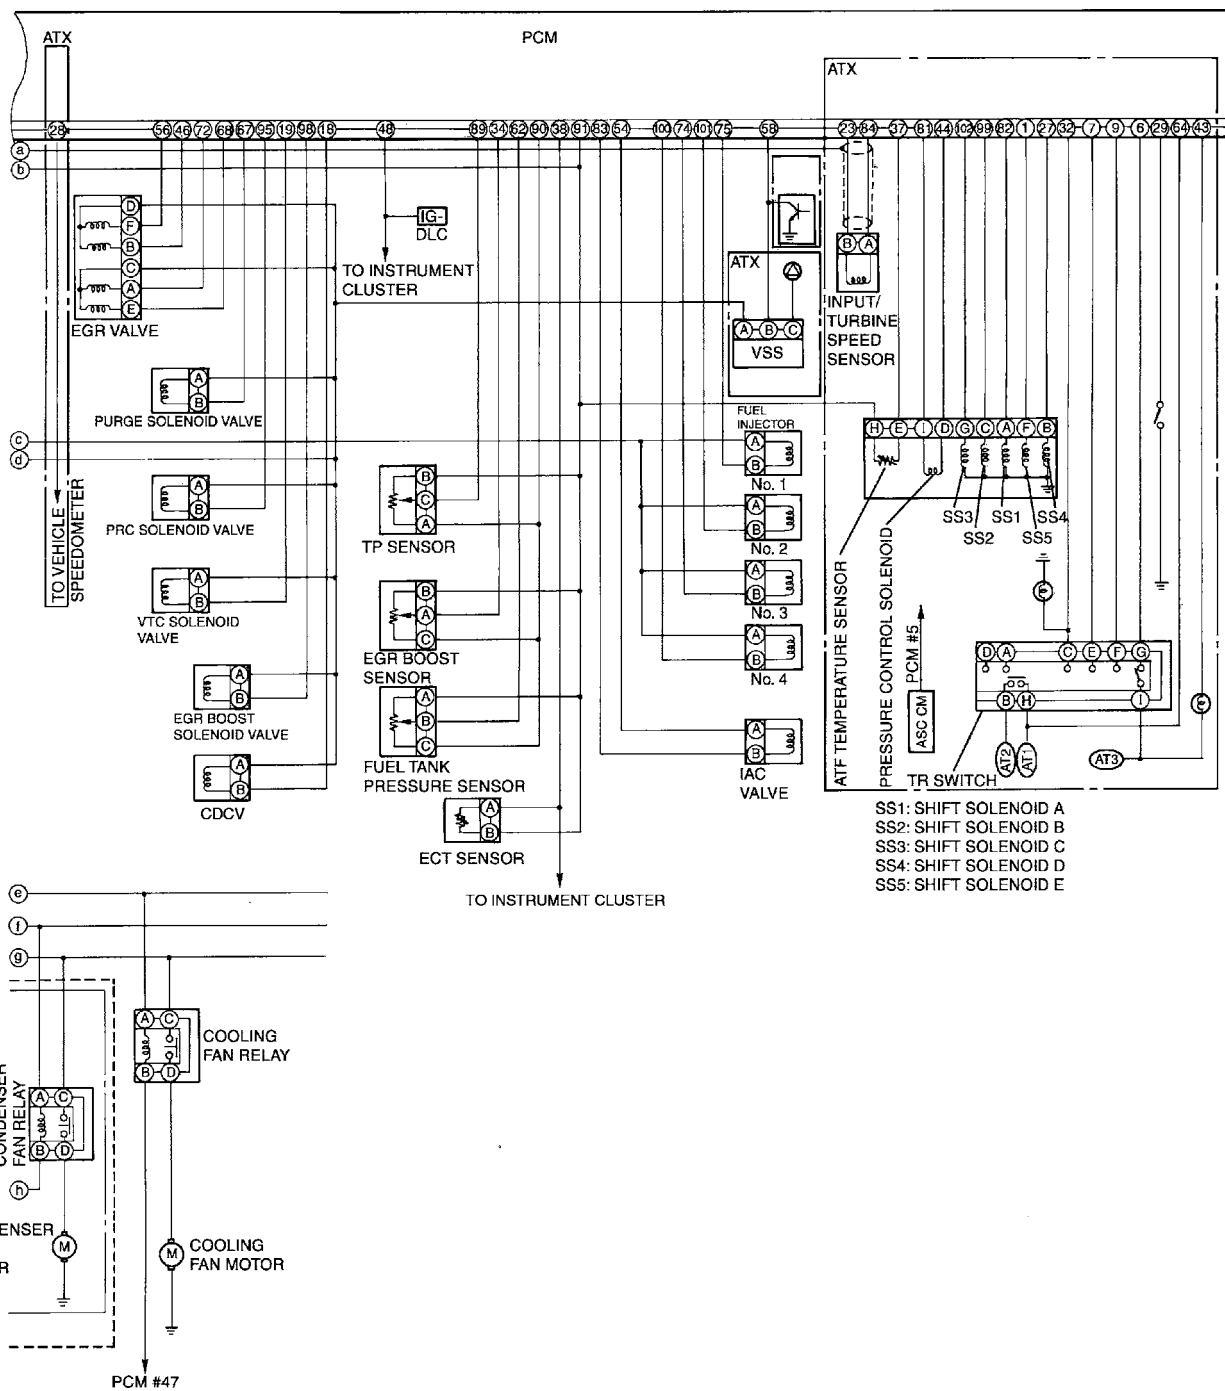 ATX
PCM
ATX
28 56 46 72 68 67 95 19 98 18 48 89 34 62 90 38 91 83 54 100 74 101 75 58 23 84 37 81 44 102 99 82 1 27 32 7 9 6 29 64 43
a
b
D
F
B
C
A
E
EGR VALVE
IG-
DLC
TO INSTRUMENT
CLUSTER
ATX
A B C
VSS
B A
INPUT/
TURBINE
SPEED
SENSOR
A
B
PURGE SOLENOID VALVE
c
d
TO VEHICLE
SPEEDOMETER
A
B
PRC SOLENOID VALVE
A
B
VTC SOLENOID
VALVE
A
B
EGR BOOST
SOLENOID VALVE
A
B
CDCV
B
C
A
TP SENSOR
B
A
C
EGR BOOST
SENSOR
A
B
C
FUEL TANK
PRESSURE SENSOR
A
B
ECT SENSOR
TO INSTRUMENT CLUSTER
FUEL
INJECTOR
A
B
No. 1
A
B
No. 2
A
B
No. 3
A
B
No. 4
A
B
IAC
VALVE
H E I D G C A F B
SS3 SS1 SS4
SS2 SS5
ATF TEMPERATURE SENSOR
PRESSURE CONTROL SOLENOID
PCM #5
ASC CM
D A C E F G
B H I
AT2 AT1 AT3
TR SWITCH
SS1: SHIFT SOLENOID A
SS2: SHIFT SOLENOID B
SS3: SHIFT SOLENOID C
SS4: SHIFT SOLENOID D
SS5: SHIFT SOLENOID E
e
f
g
A C
B D
COOLING
FAN RELAY
A C
B D
FAN RELAY
h
ENSER
R
M
M
COOLING
FAN MOTOR
PCM #47